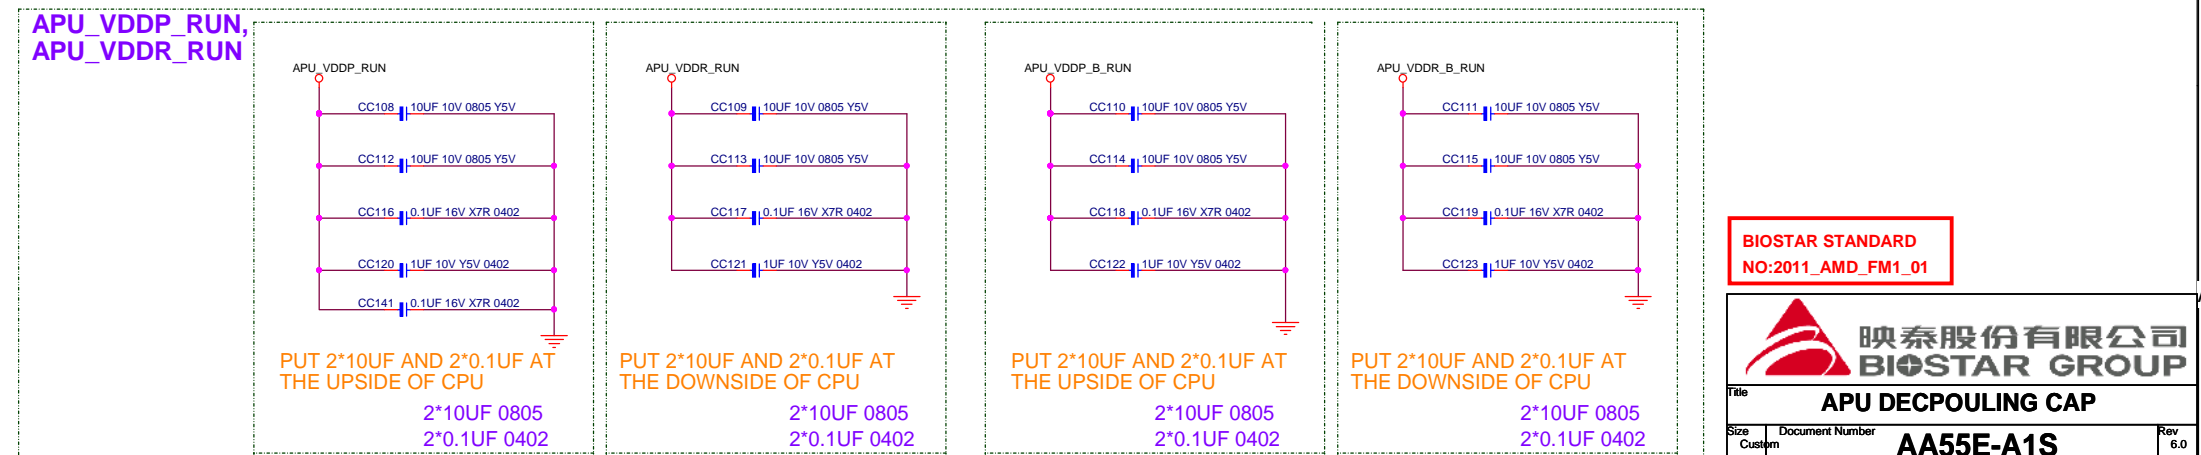 APU_VDDP_RUN,
APU_VDDR_RUN
APU_VDDP_RUN
CC108 10UF 10V 0805 Y5V
CC112 10UF 10V 0805 Y5V
CC116 0.1UF 16V X7R 0402
CC120 1UF 10V Y5V 0402
CC141 0.1UF 16V X7R 0402
PUT 2*10UF AND 2*0.1UF AT
THE UPSIDE OF CPU
2*10UF 0805
2*0.1UF 0402
APU_VDDR_RUN
CC109 10UF 10V 0805 Y5V
CC113 10UF 10V 0805 Y5V
CC117 0.1UF 16V X7R 0402
CC121 1UF 10V Y5V 0402
PUT 2*10UF AND 2*0.1UF AT
THE DOWNSIDE OF CPU
2*10UF 0805
2*0.1UF 0402
APU_VDDP_B_RUN
CC110 10UF 10V 0805 Y5V
CC114 10UF 10V 0805 Y5V
CC118 0.1UF 16V X7R 0402
CC122 1UF 10V Y5V 0402
PUT 2*10UF AND 2*0.1UF AT
THE UPSIDE OF CPU
2*10UF 0805
2*0.1UF 0402
APU_VDDR_B_RUN
CC111 10UF 10V 0805 Y5V
CC115 10UF 10V 0805 Y5V
CC119 0.1UF 16V X7R 0402
CC123 1UF 10V Y5V 0402
PUT 2*10UF AND 2*0.1UF AT
THE DOWNSIDE OF CPU
2*10UF 0805
2*0.1UF 0402
BIOSTAR STANDARD
NO:2011_AMD_FM1_01
映泰股份有限公司
BIOSTAR GROUP
Title
APU DECPOULING CAP
Size
Custom
Document Number
AA55E-A1S
Rev
6.0